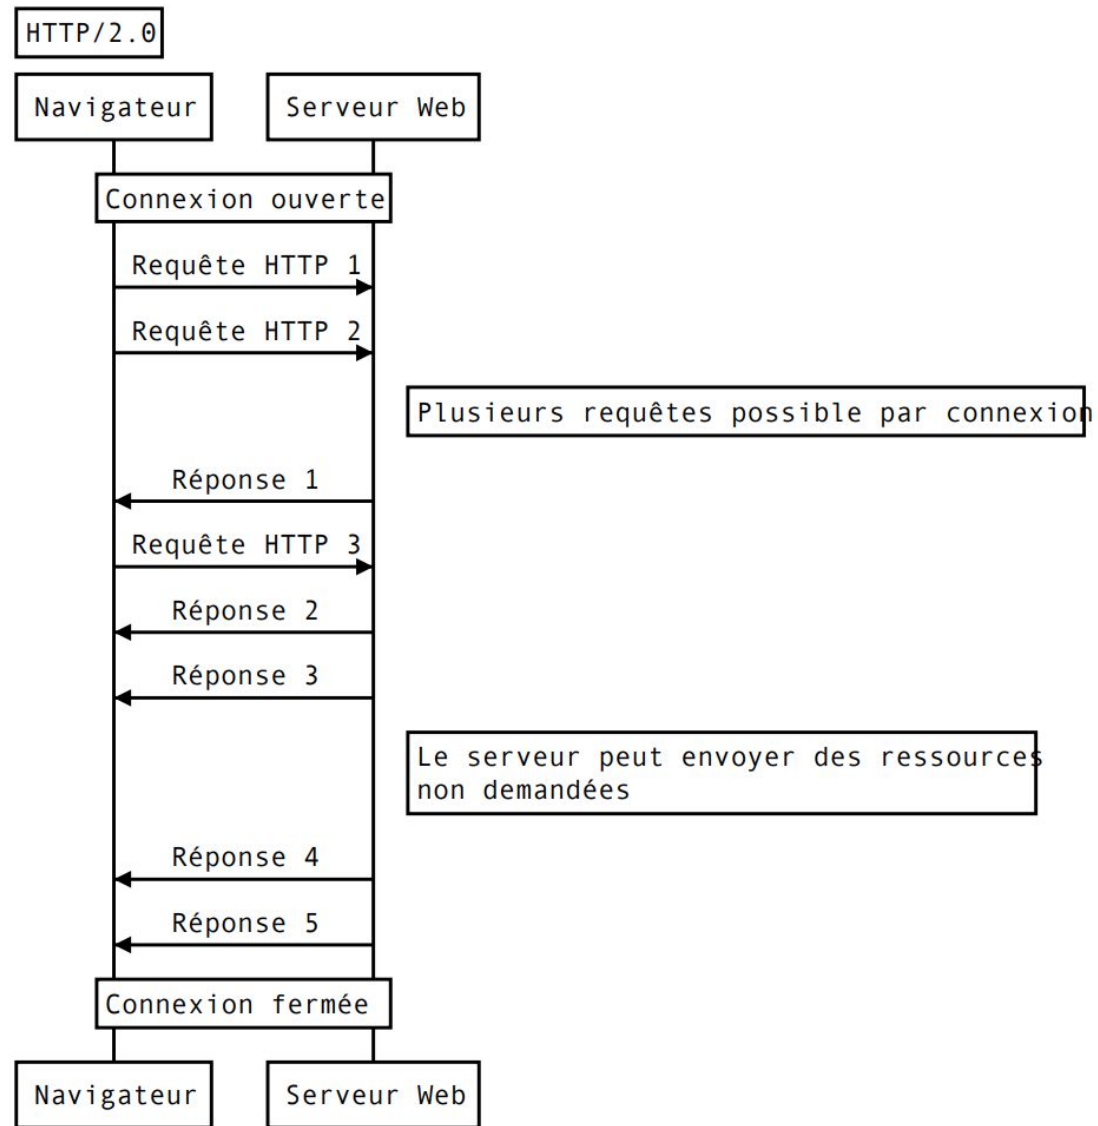 HTTP/2.0
Navigateur Serveur Web
Connexion ouverte
Requête HTTP 1
Requête HTTP 2
Plusieurs requêtes possible par connexion
Réponse 1
Requête HTTP 3
Réponse 2
Réponse 3
Le serveur peut envoyer des ressources
non demandées
Réponse 4
Réponse 5
Connexion fermée
Navigateur Serveur Web